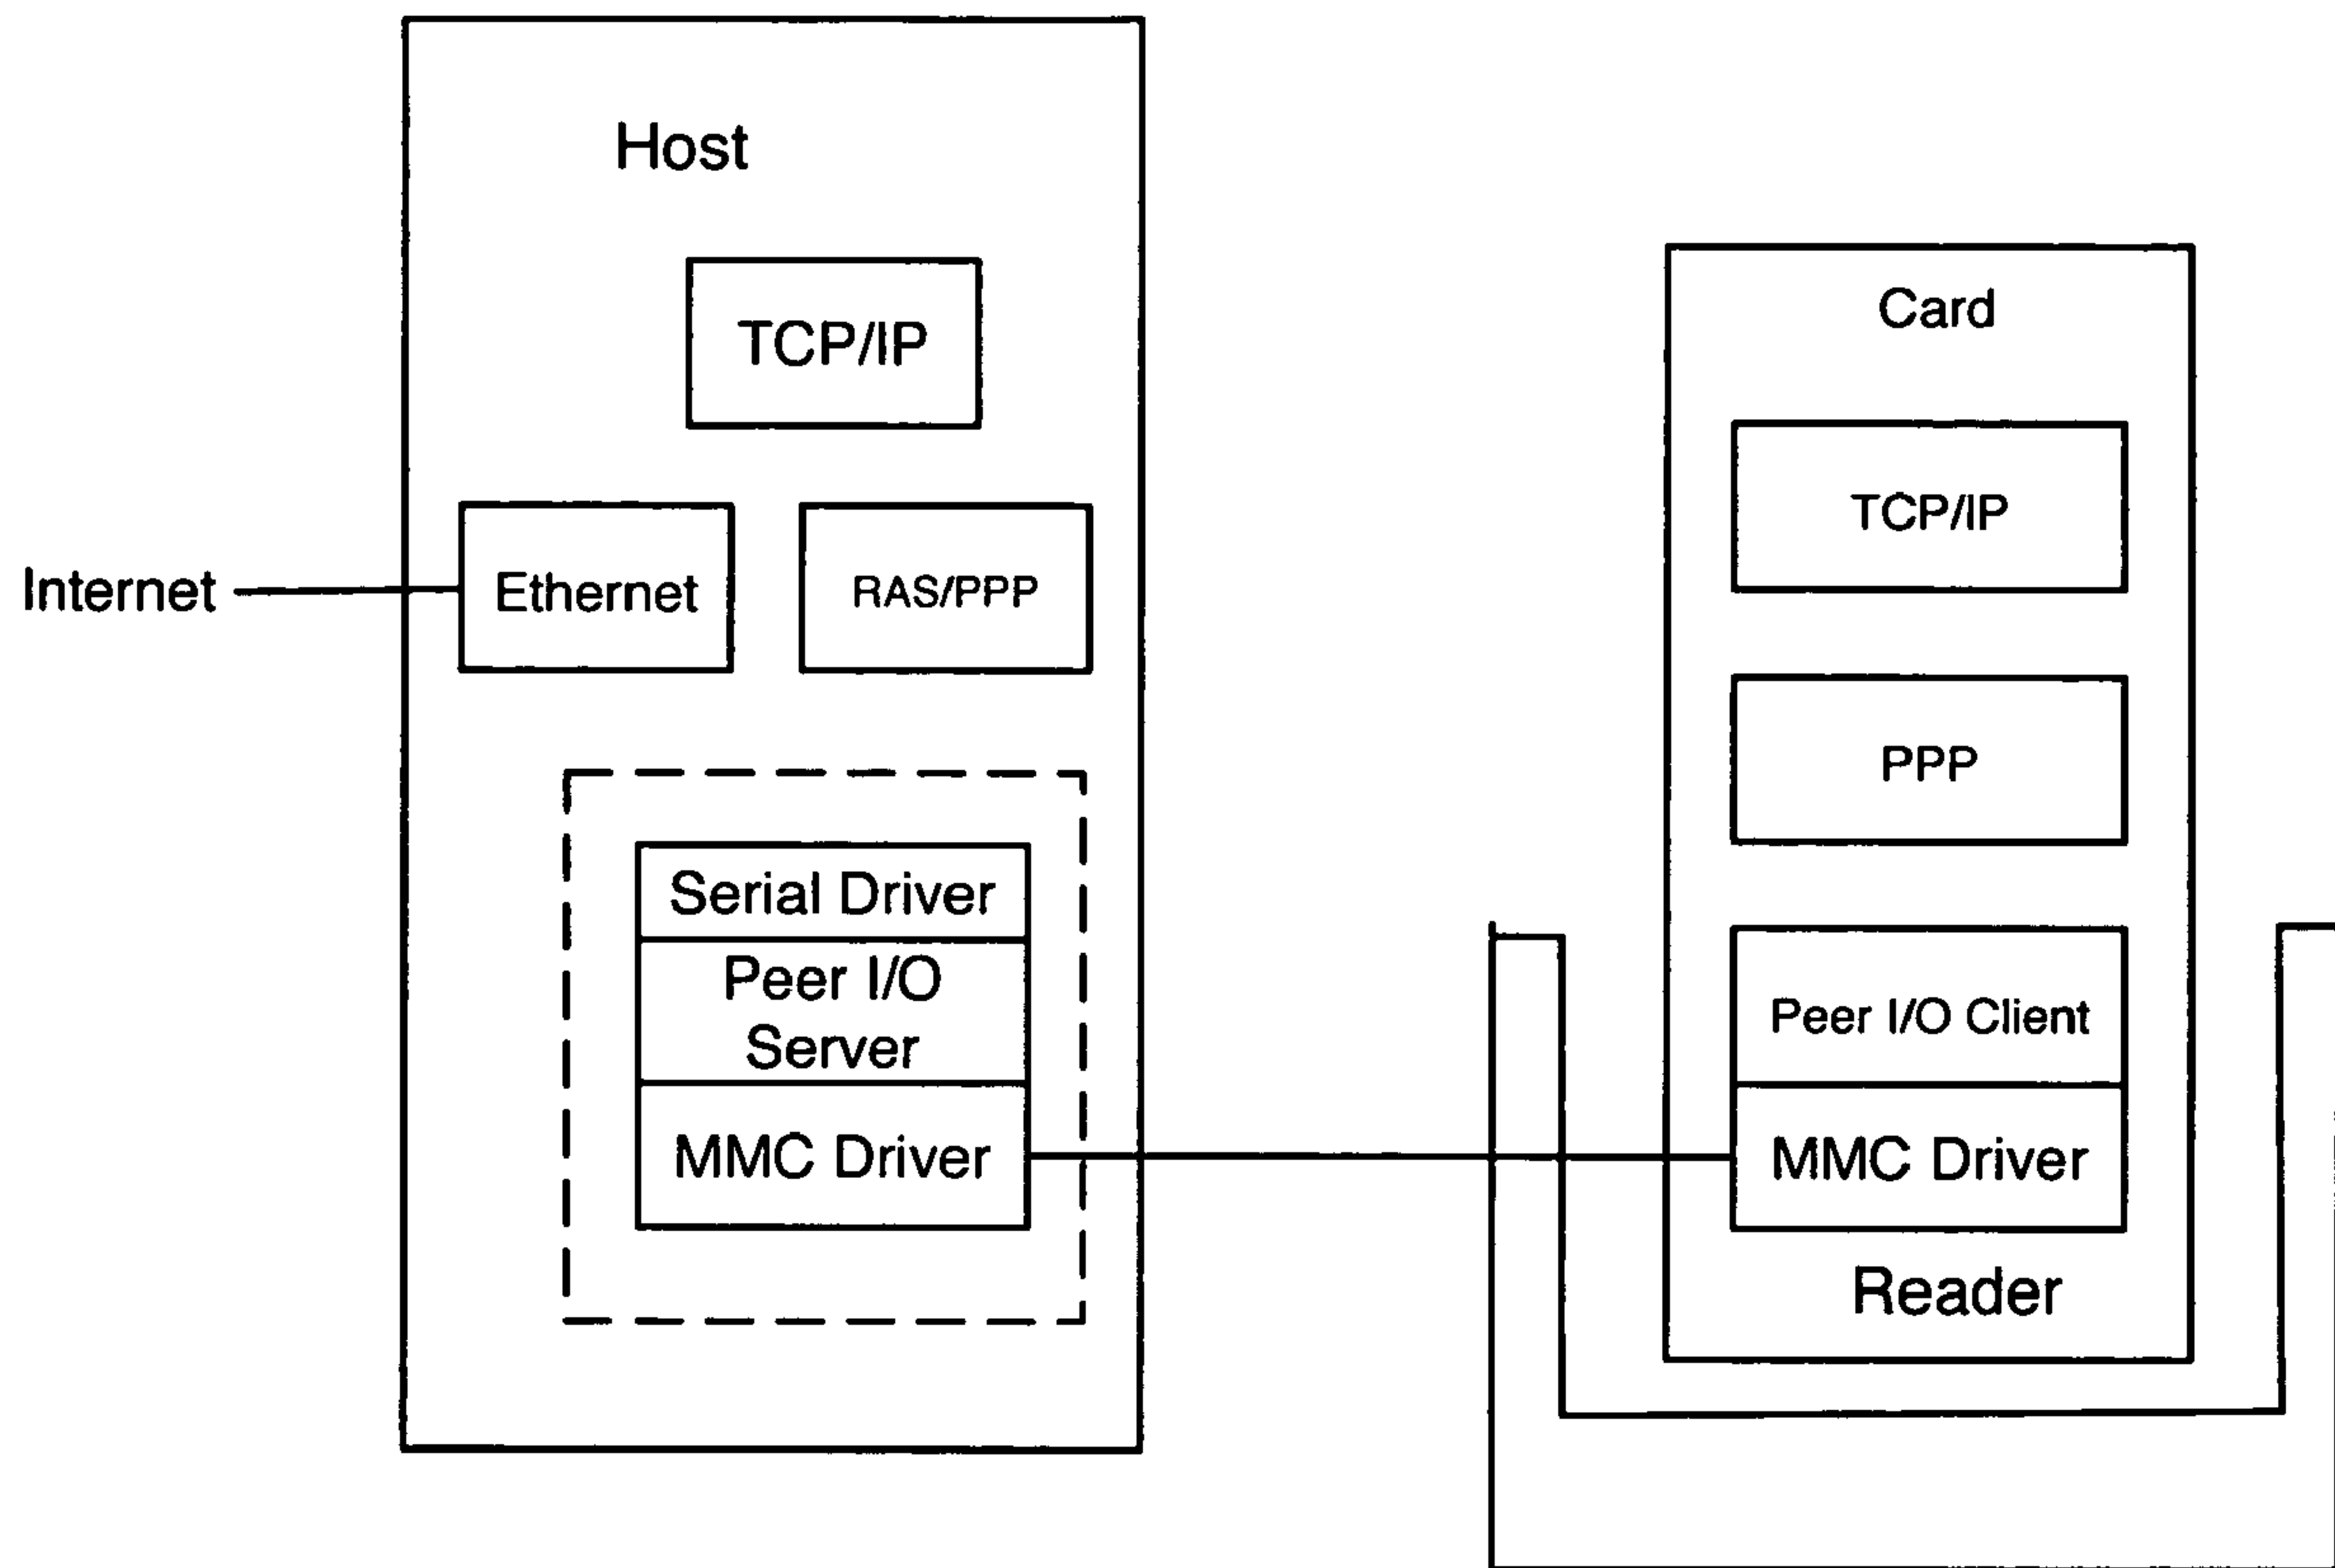 Host
TCP/IP
Internet
Ethernet
RAS/PPP
Serial Driver
Peer I/O
Server
MMC Driver
Card
TCP/IP
PPP
Peer I/O Client
MMC Driver
Reader